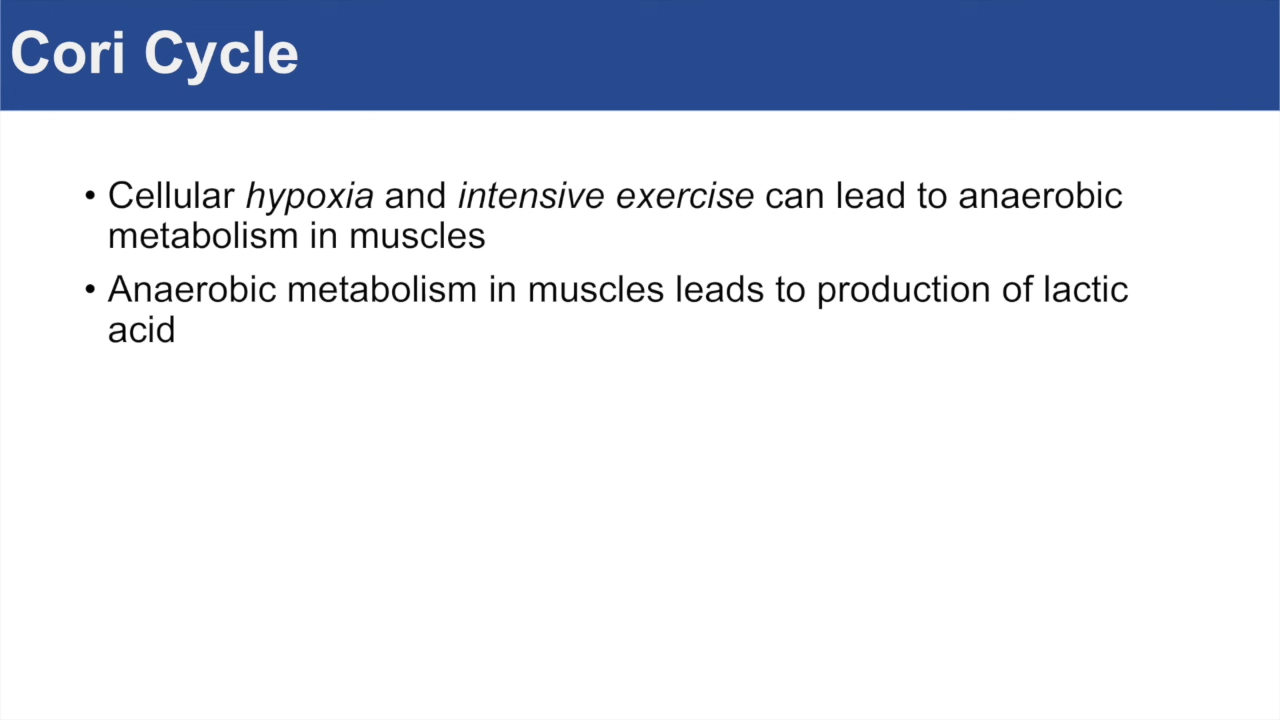 Cori Cycle
• Cellular hypoxia and intensive exercise can lead to anaerobic
metabolism in muscles
• Anaerobic metabolism in muscles leads to production of lactic
acid